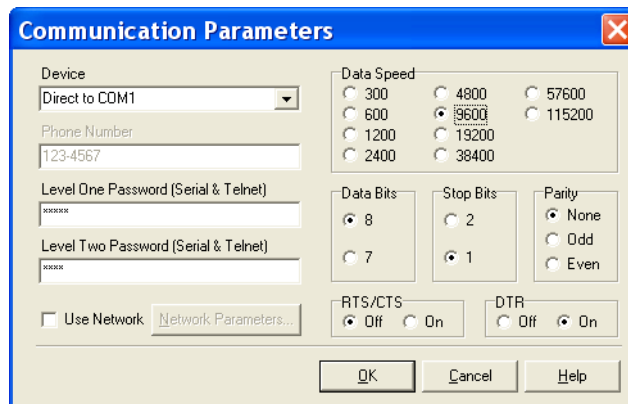 Communication Parameters
Device
Direct to COM1
Phone Number
123-4567
Level One Password (Serial & Telnet)
*****
Level Two Password (Serial & Telnet)
****
Use Network
Network Parameters...
Data Speed
300 4800 57600
600 9600 115200
1200 19200
2400 38400
Data Bits
8
7
Stop Bits
2
1
Parity
None
Odd
Even
RTS/CTS
Off On
DTR
Off On
OK Cancel Help